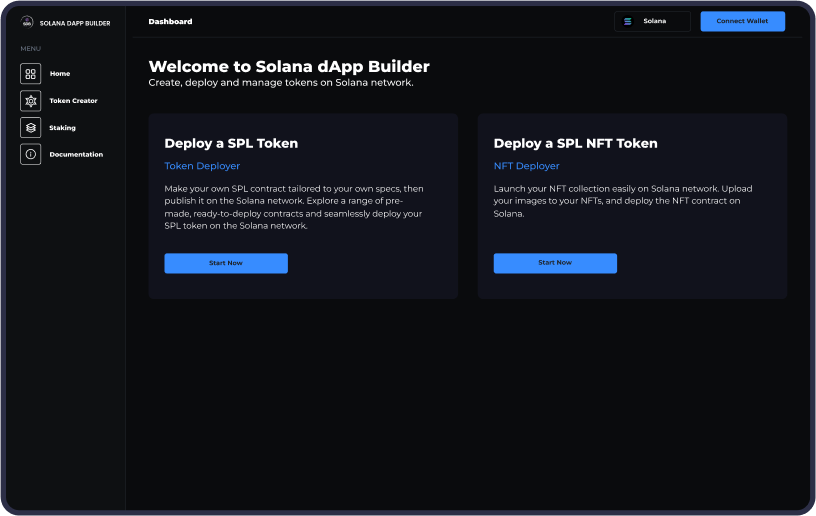 SOLANA DAPP BUILDER
Dashboard
Solana
Connect Wallet
MENU
Home
Token Creator
Staking
Documentation
Welcome to Solana dApp Builder
Create, deploy and manage tokens on Solana network.
Deploy a SPL Token
Token Deployer
Make your own SPL contract tailored to your own specs, then
publish it on the Solana network. Explore a range of pre-
made, ready-to-deploy contracts and seamlessly deploy your
SPL token on the Solana network.
Start Now
Deploy a SPL NFT Token
NFT Deployer
Launch your NFT collection easily on Solana network. Upload
your images to your NFTs, and deploy the NFT contract on
Solana.
Start Now